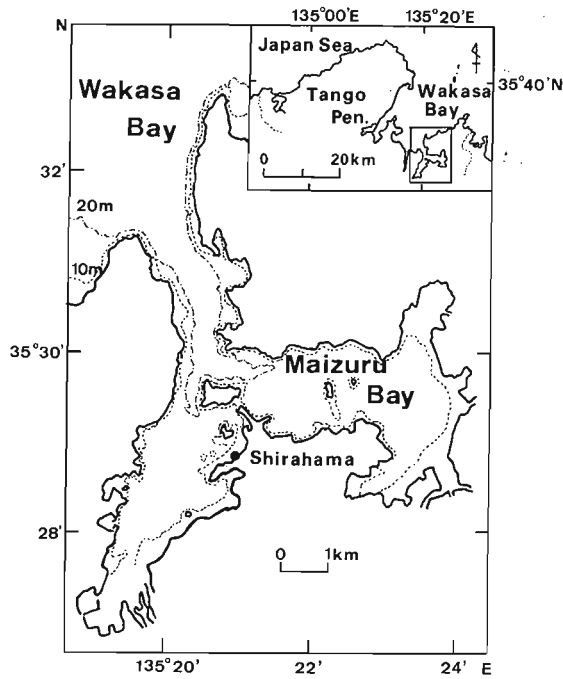 N
135°00'E
135°20'E
Japan Sea
35°40'N
Wakasa
Bay
Tango
Pen.
Wakasa
Bay
0 20km
32'
20m
10m
35°30'
Maizuru
Bay
Shirahama
28'
0 1km
135°20'
22'
24'
E